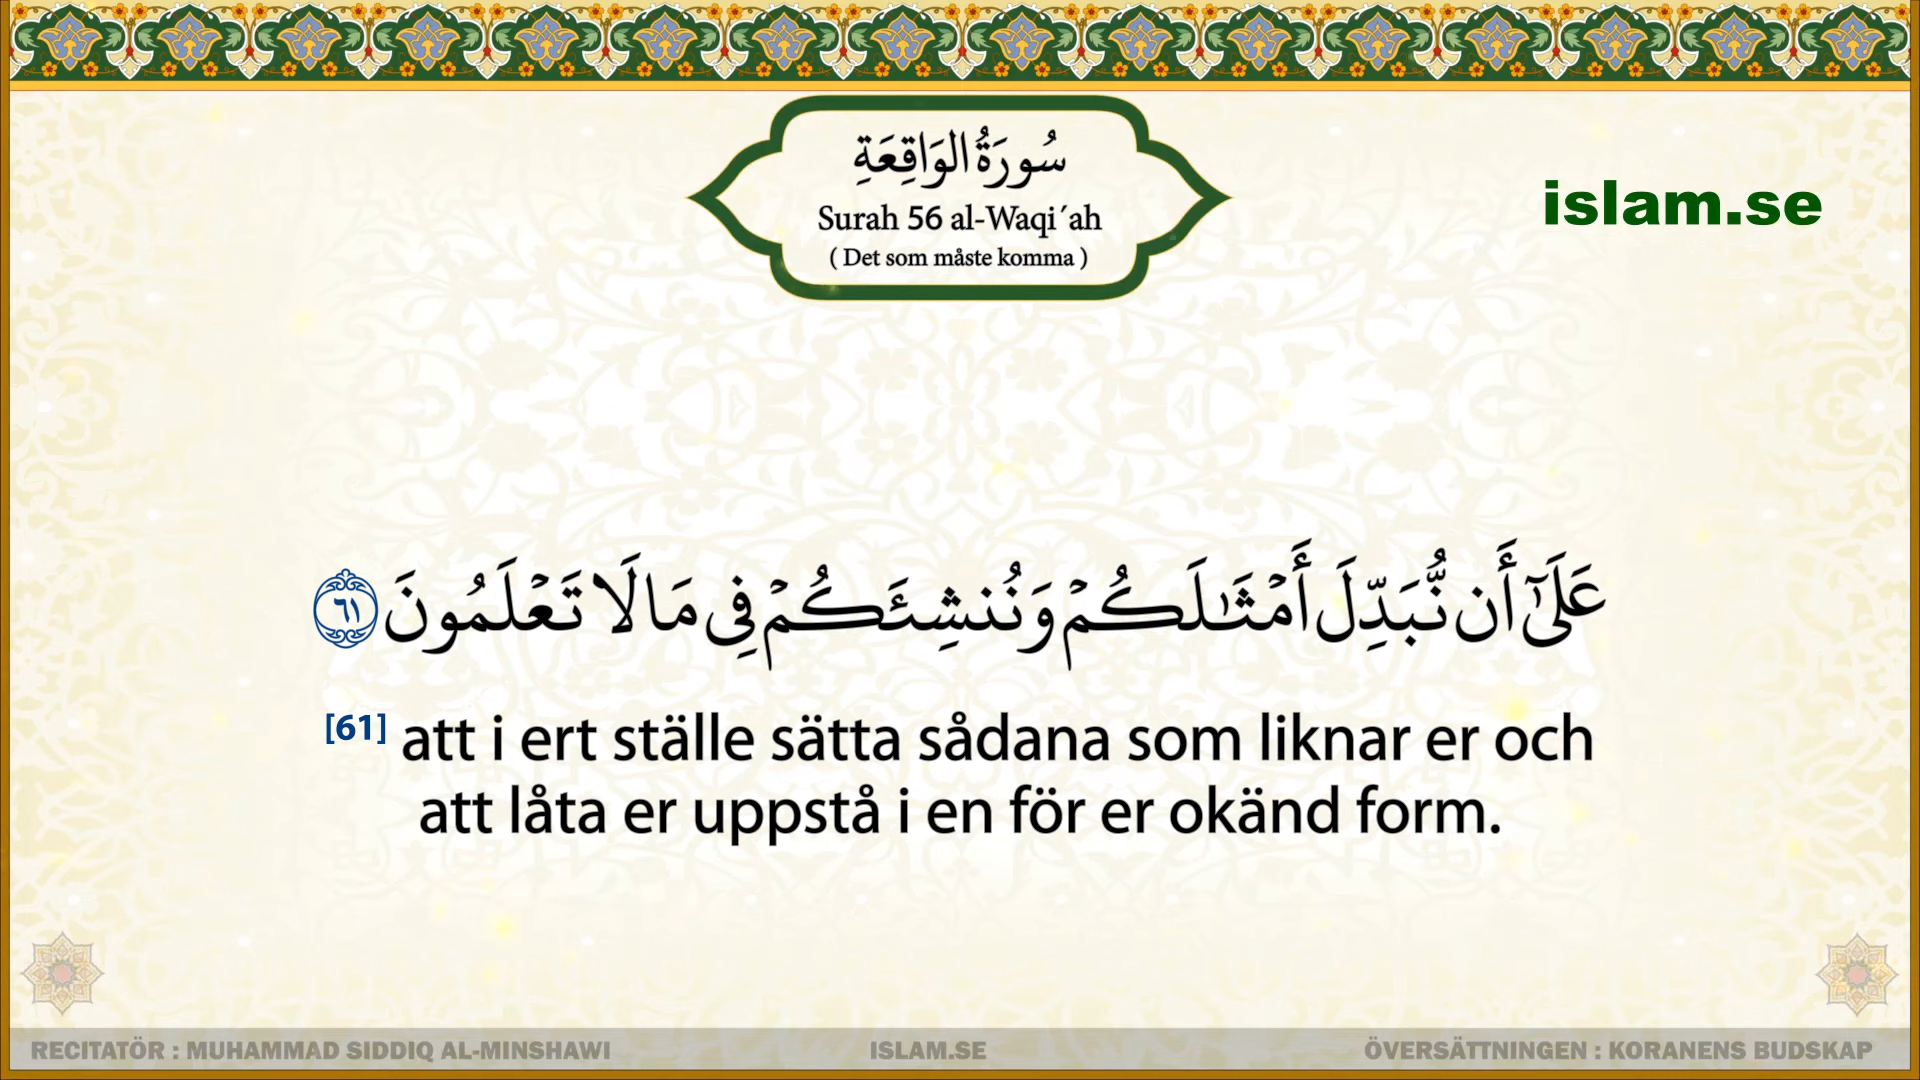 سُورَةُ الوَاقِعَةِ
Surah 56 al-Waqi´ah
( Det som måste komma )
islam.se
عَلَىٰٓ أَن نُّبَدِّلَ أَمْثَٰلَكُمْ وَنُنشِئَكُمْ فِى مَا لَا تَعْلَمُونَ ٦١
[61] att i ert ställe sätta sådana som liknar er och
att låta er uppstå i en för er okänd form.
RECITATÖR : MUHAMMAD SIDDIQ AL-MINSHAWI ISLAM.SE ÖVERSÄTTNINGEN : KORANENS BUDSKAP